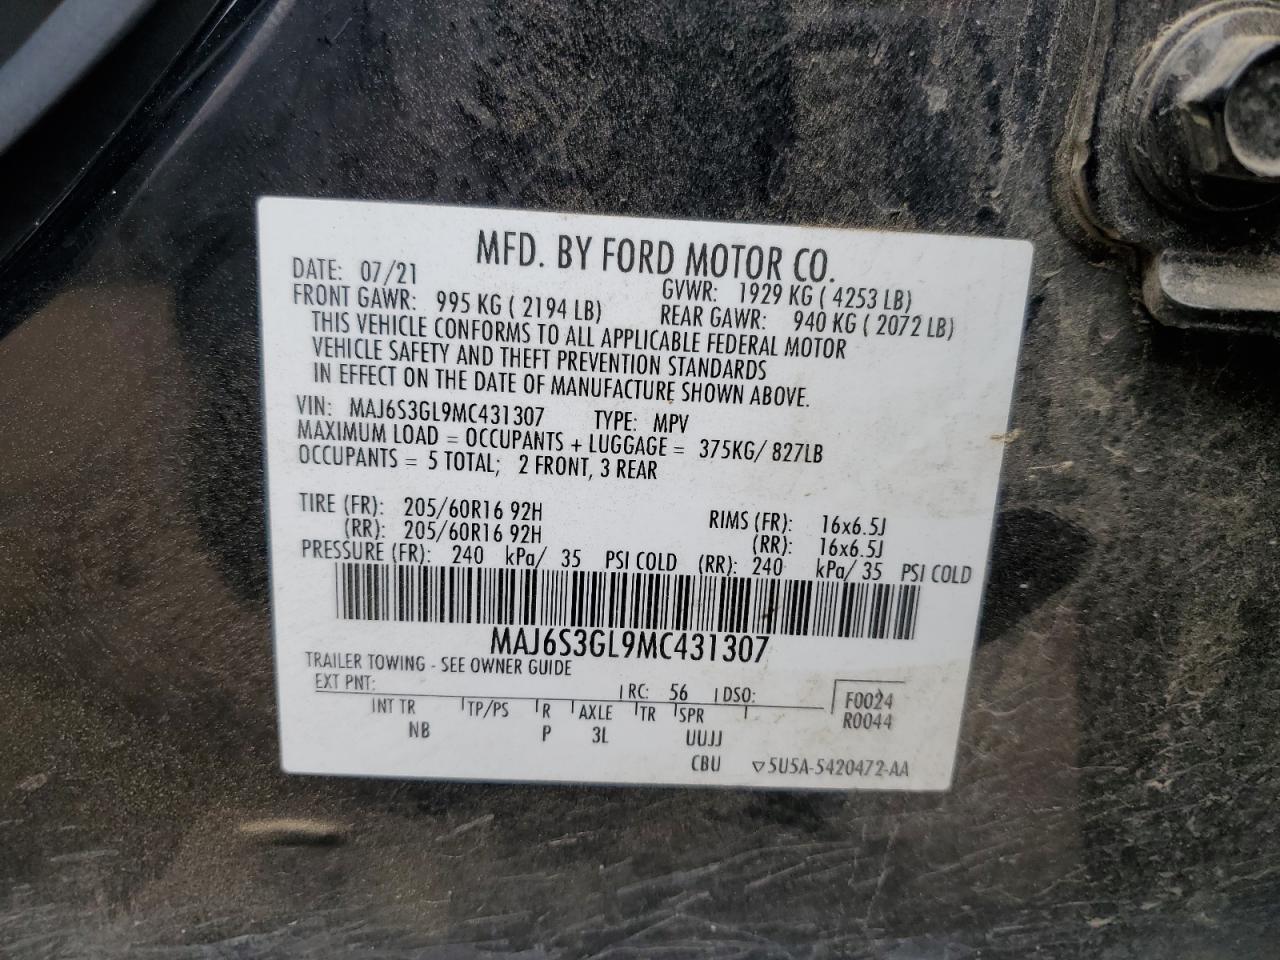 MFD. BY FORD MOTOR CO.
DATE: 07/21 GVWR: 1929 KG ( 4253 LB)
FRONT GAWR: 995 KG ( 2194 LB) REAR GAWR: 940 KG ( 2072 LB)
THIS VEHICLE CONFORMS TO ALL APPLICABLE FEDERAL MOTOR
VEHICLE SAFETY AND THEFT PREVENTION STANDARDS
IN EFFECT ON THE DATE OF MANUFACTURE SHOWN ABOVE.
VIN: MAJ6S3GL9MC431307 TYPE: MPV
MAXIMUM LOAD = OCCUPANTS + LUGGAGE = 375KG/ 827LB
OCCUPANTS = 5 TOTAL; 2 FRONT, 3 REAR
TIRE (FR): 205/60R16 92H RIMS (FR): 16x6.5J
(RR): 205/60R16 92H (RR): 16x6.5J
PRESSURE (FR): 240 kPa/ 35 PSI COLD (RR): 240 kPa/ 35 PSI COLD
MAJ6S3GL9MC431307
TRAILER TOWING - SEE OWNER GUIDE
EXT PNT: RC: 56 DSO: F0024
INT TR TP/PS R AXLE TR SPR R0044
NB P 3L UUJJ
CBU ▽5U5A-5420472-AA